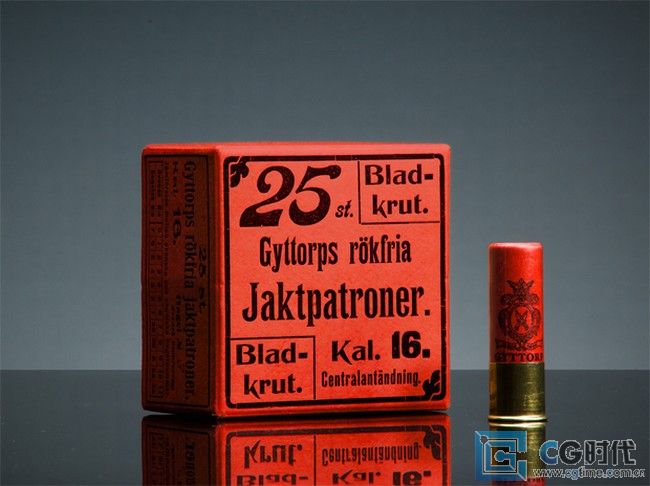 25 st.
Blad-
krut.
Gyttorps rökfria
Jaktpatroner.
Blad-
krut.
Kal. 16.
Centralantändning.
Gyttorps rökfria jaktpatroner.
Kal. 16.
25 st.
GYTTORP
CG时代
www.cgtime.com.cn